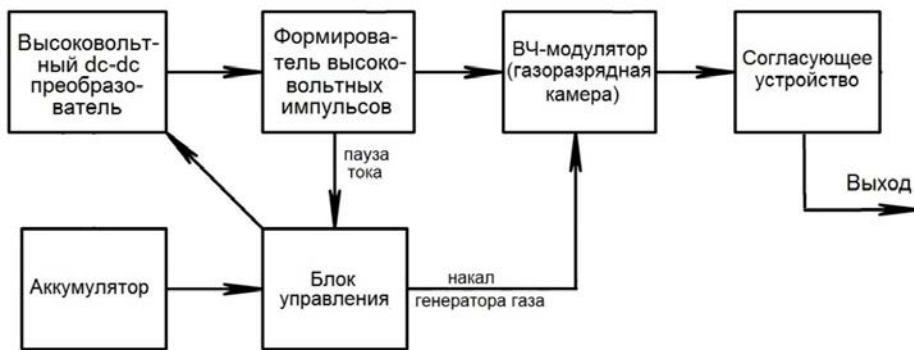 Высоковольт-
ный dc-dc
преобразо-
ватель
Формирова-
тель высоко-
вольтных
импульсов
ВЧ-модулятор
(газоразрядная
камера)
Согласующее
устройство
пауза
тока
Выход
Аккумулятор
Блок
управления
накал
генератора газа